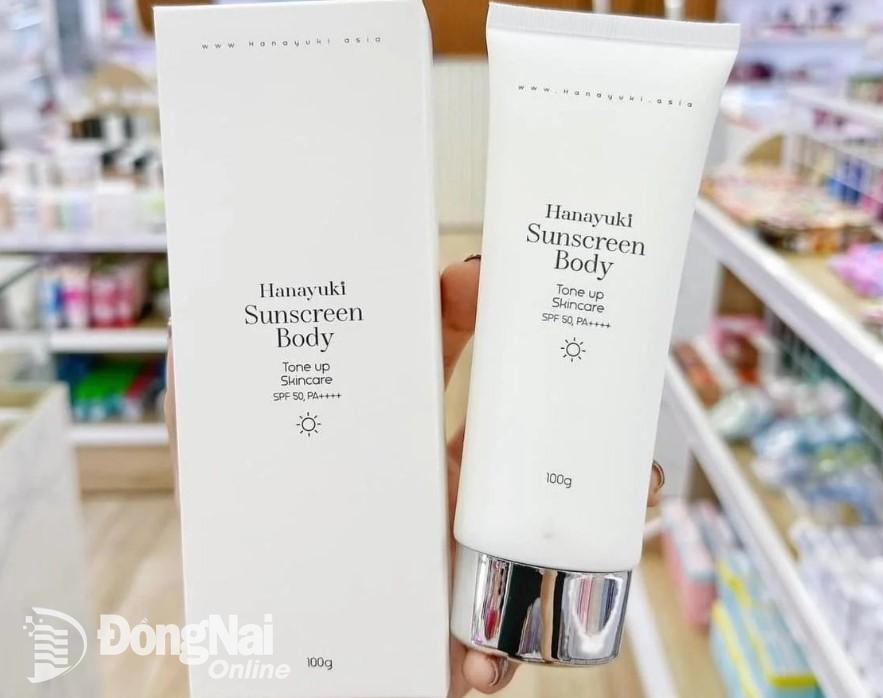 www Hanayuki asia
Hanayuki
Sunscreen
Body
Tone up
Skincare
SPF 50, PA++++
100g
www.Hanayuki.asia
Hanayuki
Sunscreen
Body
Tone up
Skincare
SPF 50, PA++++
100g
ĐồngNai
Online